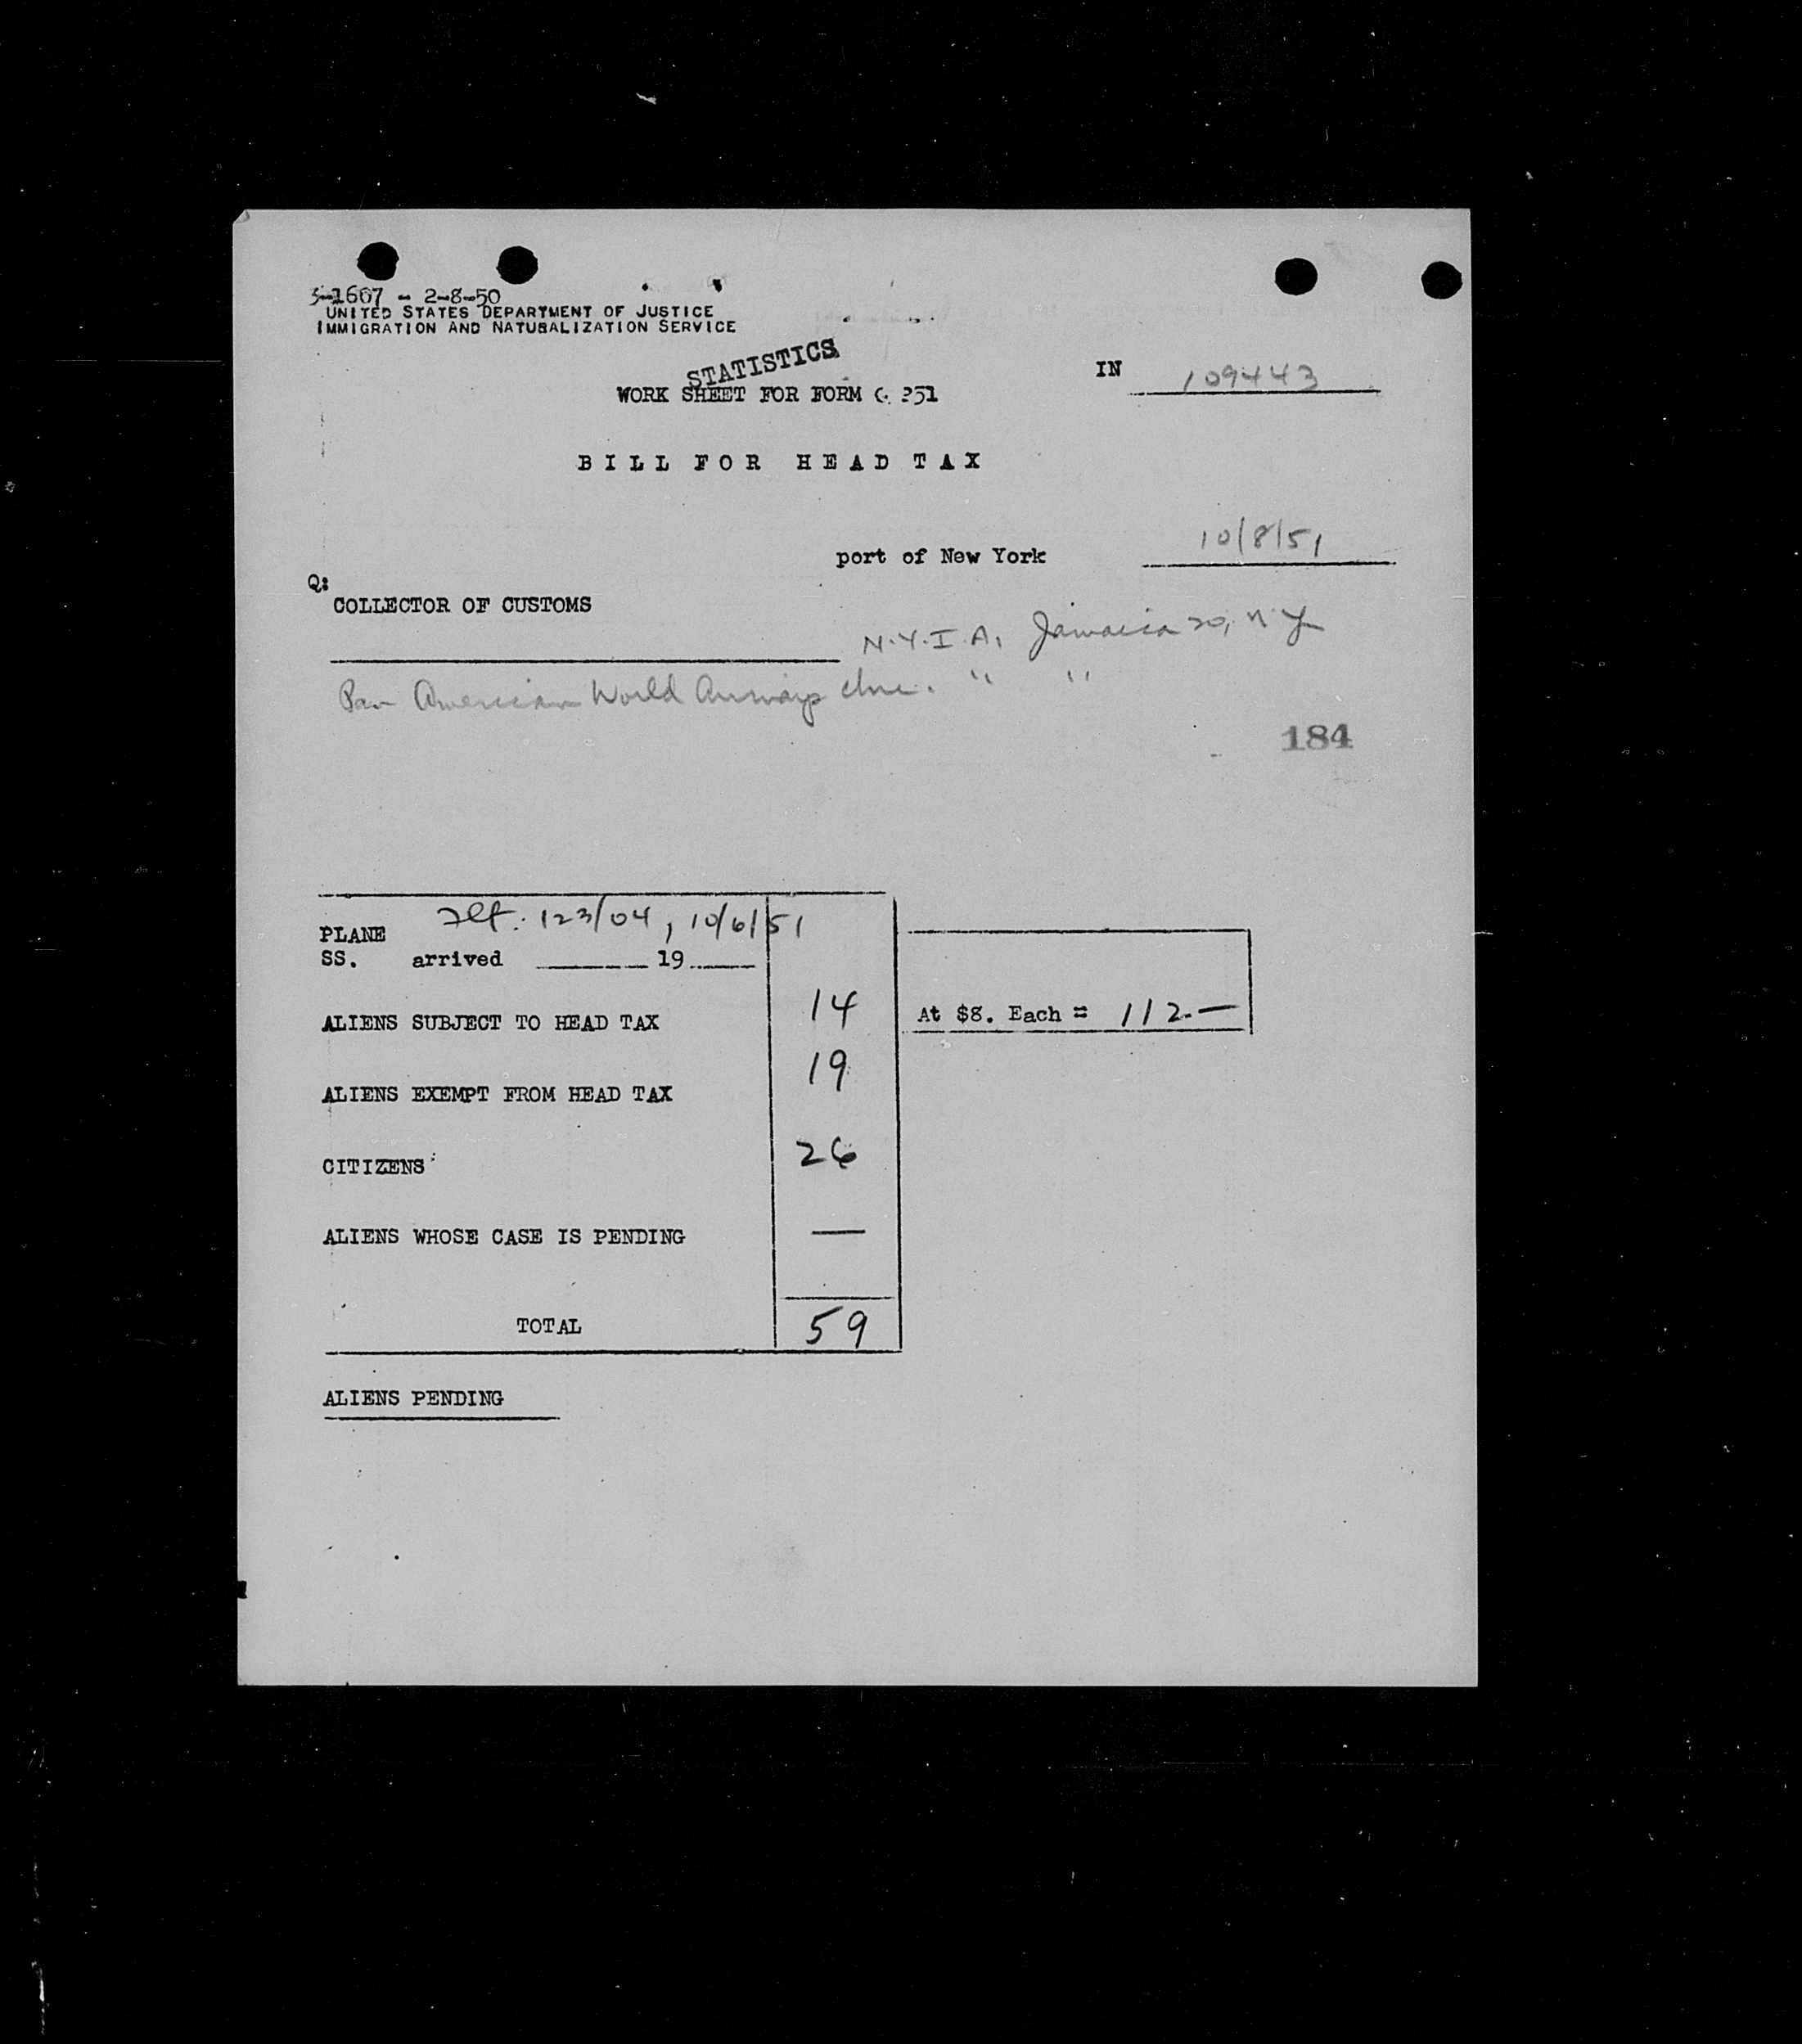 3-1667 - 2-8-50
UNITED STATES DEPARTMENT OF JUSTICE
IMMIGRATION AND NATURALIZATION SERVICE
STATISTICS
IN 109443
WORK SHEET FOR FORM 351
BILL FOR HEAD TAX
port of New York 10/8/51
Q:
COLLECTOR OF CUSTOMS
N.Y.I.A. Jamaica 20, N.Y
Pan American World Airways Inc. " "
184
Flt. 123/04, 10/6/51
PLANE
SS. arrived 19
ALIENS SUBJECT TO HEAD TAX 14 At $8. Each = 112.—
ALIENS EXEMPT FROM HEAD TAX 19
CITIZENS 26
ALIENS WHOSE CASE IS PENDING —
TOTAL 59
ALIENS PENDING